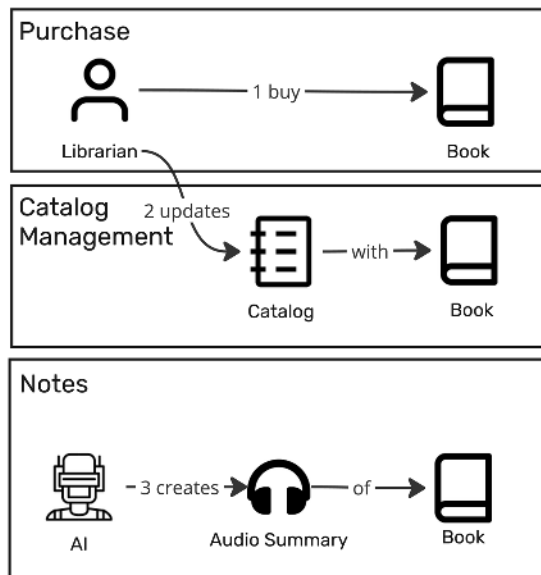 Purchase
1 buy
Librarian
Book
Catalog
Management
2 updates
with
Catalog
Book
Notes
3 creates
of
AI
Audio Summary
Book